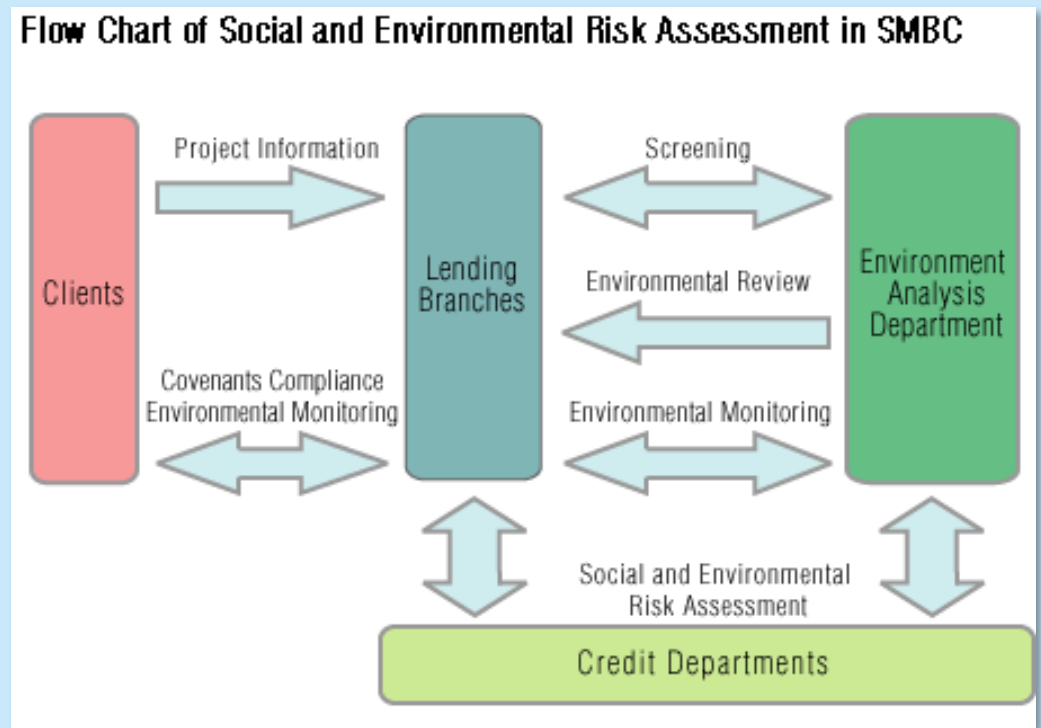 Flow Chart of Social and Environmental Risk Assessment in SMBC
Project Information
Screening
Clients
Lending
Branches
Environment
Analysis
Department
Environmental Review
Covenants Compliance
Environmental Monitoring
Environmental Monitoring
Social and Environmental
Risk Assessment
Credit Departments